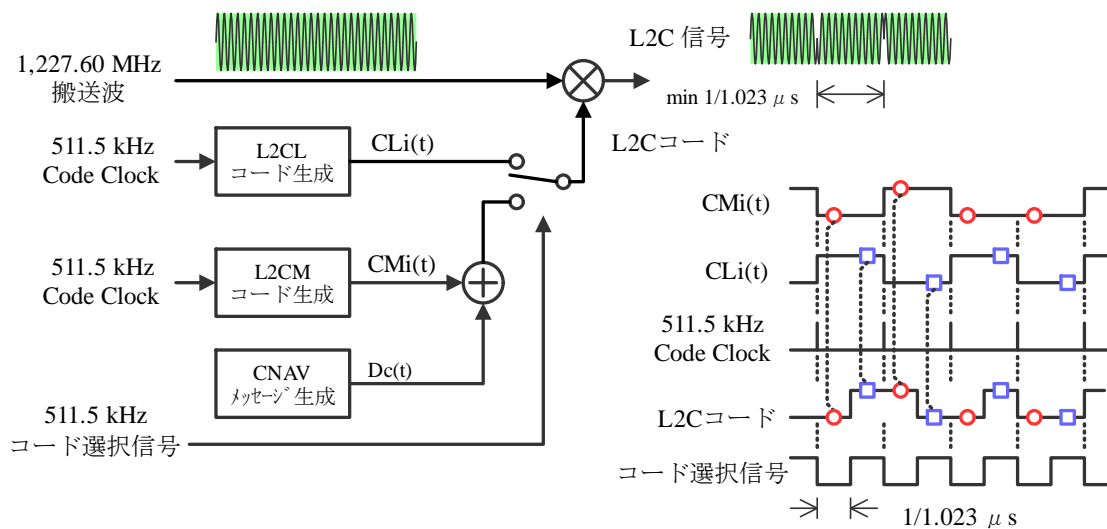 1,227.60 MHz
搬送波
511.5 kHz
Code Clock
L2CL
コード生成
CLi(t)
511.5 kHz
Code Clock
L2CM
コード生成
CMi(t)
CNAV
メッセージ生成
Dc(t)
511.5 kHz
コード選択信号
L2C 信号
min 1/1.023 μ s
L2Cコード
CMi(t)
CLi(t)
511.5 kHz
Code Clock
L2Cコード
コード選択信号
1/1.023 μ s